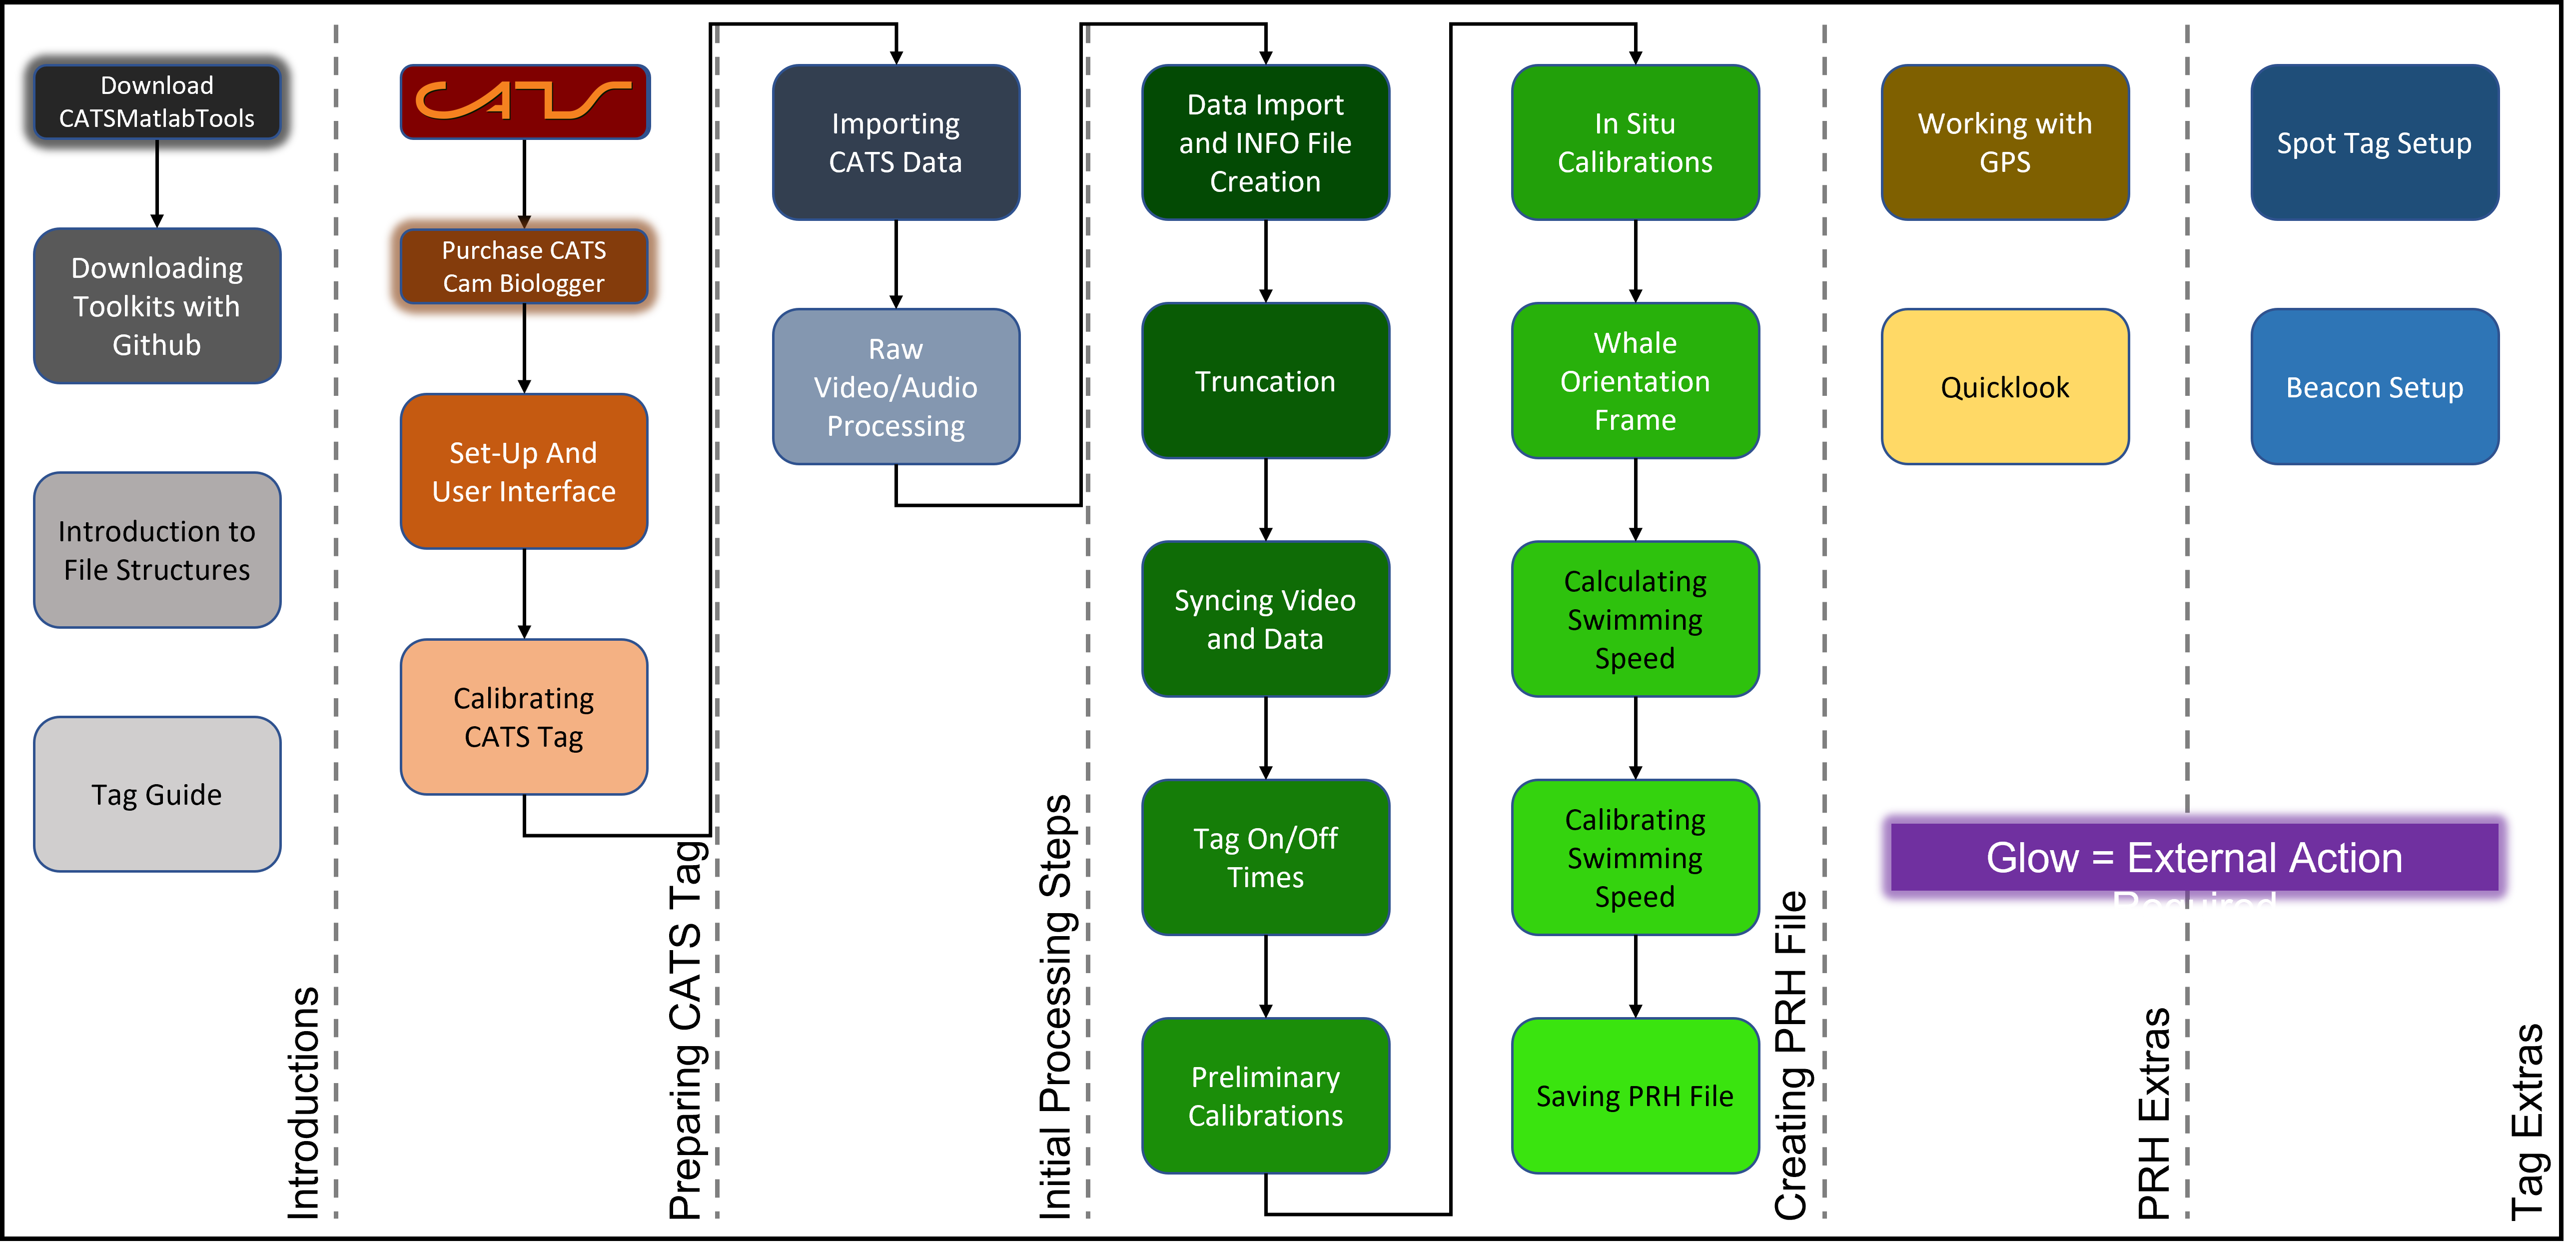 Download
CATSMatlabTools
Downloading
Toolkits with
Github
Introduction to
File Structures
Tag Guide
Introductions
CATS
Purchase CATS
Cam Biologger
Set-Up And
User Interface
Calibrating
CATS Tag
Preparing CATS Tag
Importing
CATS Data
Raw
Video/Audio
Processing
Initial Processing Steps
Data Import
and INFO File
Creation
Truncation
Syncing Video
and Data
Tag On/Off
Times
Preliminary
Calibrations
In Situ
Calibrations
Whale
Orientation
Frame
Calculating
Swimming
Speed
Calibrating
Swimming
Speed
Saving PRH File
Creating PRH File
Working with
GPS
Quicklook
PRH Extras
Spot Tag Setup
Beacon Setup
Glow = External Action
Required
Tag Extras